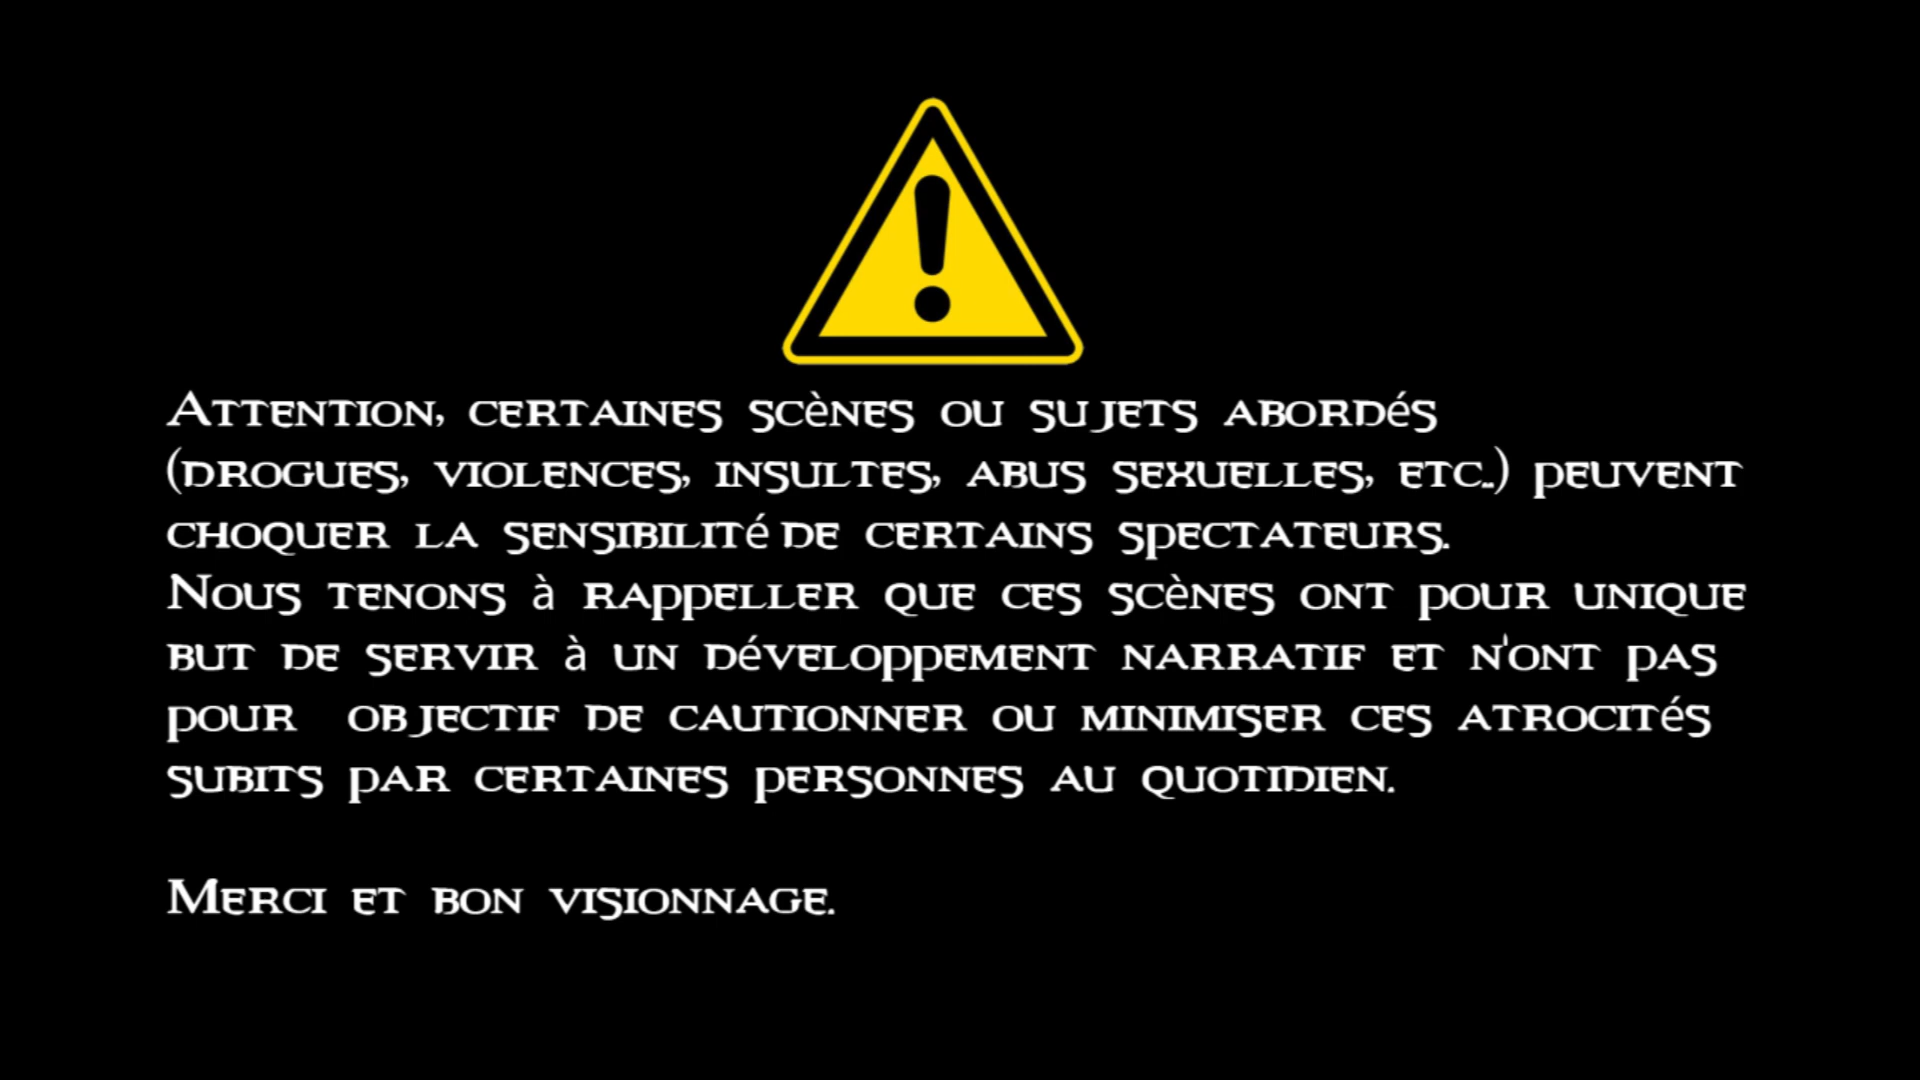 Attention, certaines scènes ou sujets abordés
(drogues, violences, insultes, abus sexuelles, etc..) peuvent
choquer la sensibilité de certains spectateurs.
Nous tenons à rappeller que ces scènes ont pour unique
but de servir à un développement narratif et n'ont pas
pour objectif de cautionner ou minimiser ces atrocités
subits par certaines personnes au quotidien.
Merci et bon visionnage.